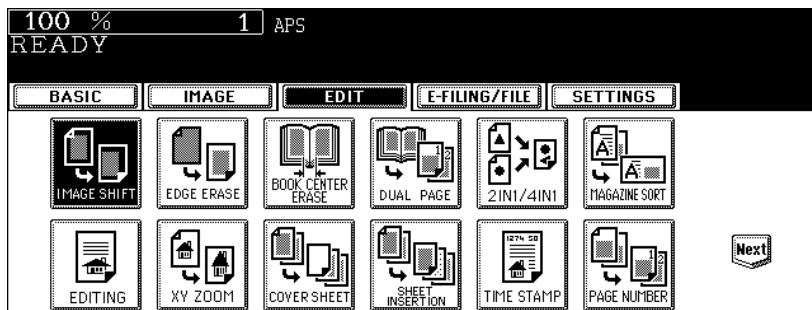 100 % 1 APS
READY
BASIC IMAGE EDIT E-FILING/FILE SETTINGS
IMAGE SHIFT EDGE ERASE BOOK CENTER ERASE DUAL PAGE 2IN1/4IN1 MAGAZINE SORT
Next
EDITING XY ZOOM COVER SHEET SHEET INSERTION TIME STAMP PAGE NUMBER